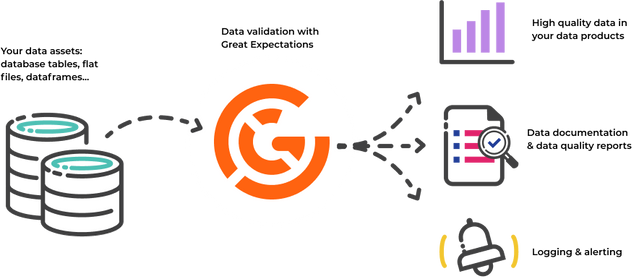 Your data assets:
database tables, flat
files, dataframes...
Data validation with
Great Expectations
High quality data in
your data products
Data documentation
& data quality reports
Logging & alerting